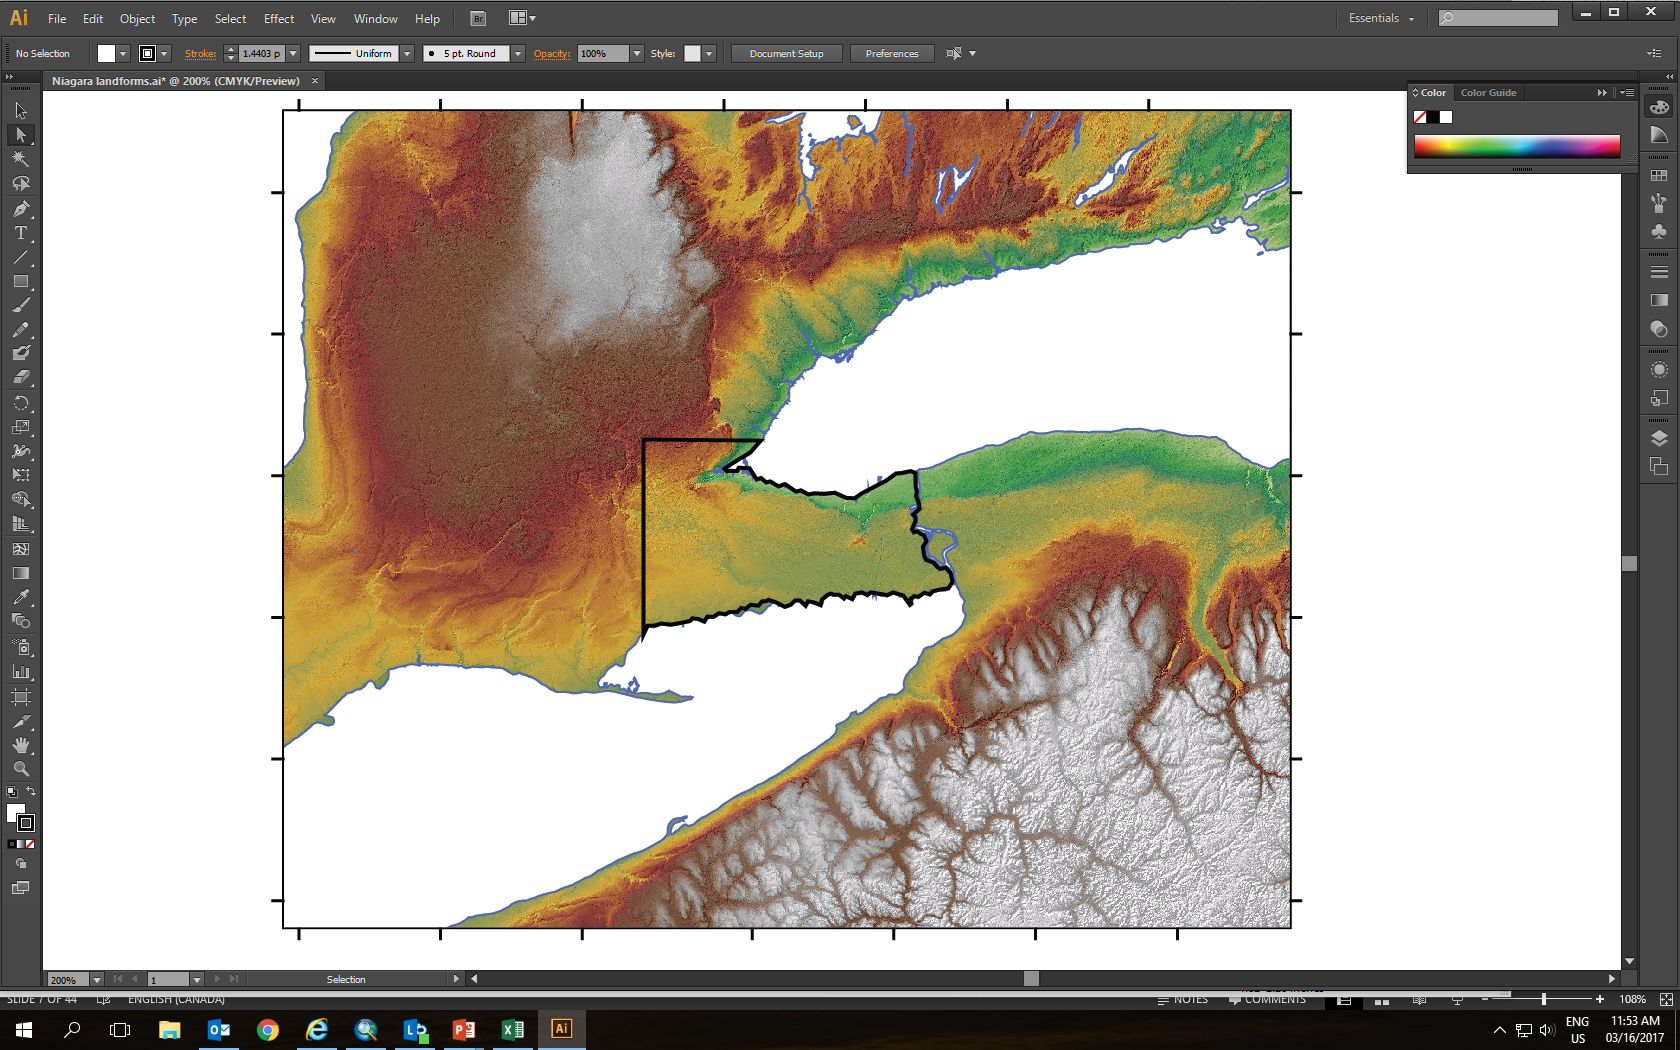 Ai File Edit Object Type Select Effect View Window Help Br Essentials
No Selection Stroke: 1.4403 p Uniform 5 pt. Round Opacity: 100% Style: Document Setup Preferences
Niagara landforms.ai* @ 200% (CMYK/Preview) ×
Color Color Guide
T
200% 1 Selection
SLIDE 7 OF 44 ENGLISH (CANADA) NOTES COMMENTS 108%
Ai
ENG 11:53 AM
US 03/16/2017